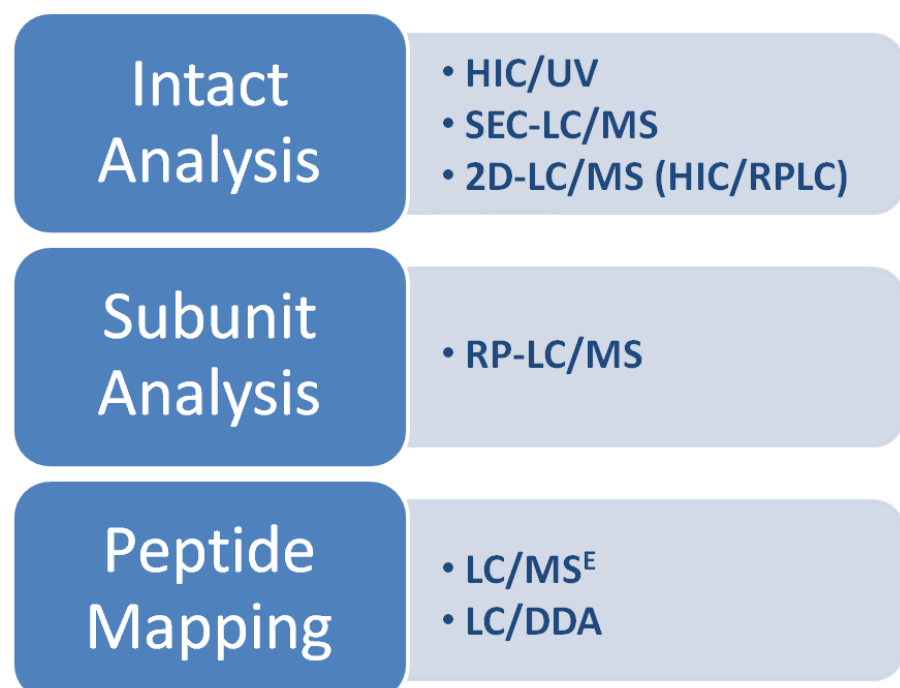 Intact
Analysis
• HIC/UV
• SEC-LC/MS
• 2D-LC/MS (HIC/RPLC)
Subunit
Analysis
• RP-LC/MS
Peptide
Mapping
• LC/MSᴱ
• LC/DDA